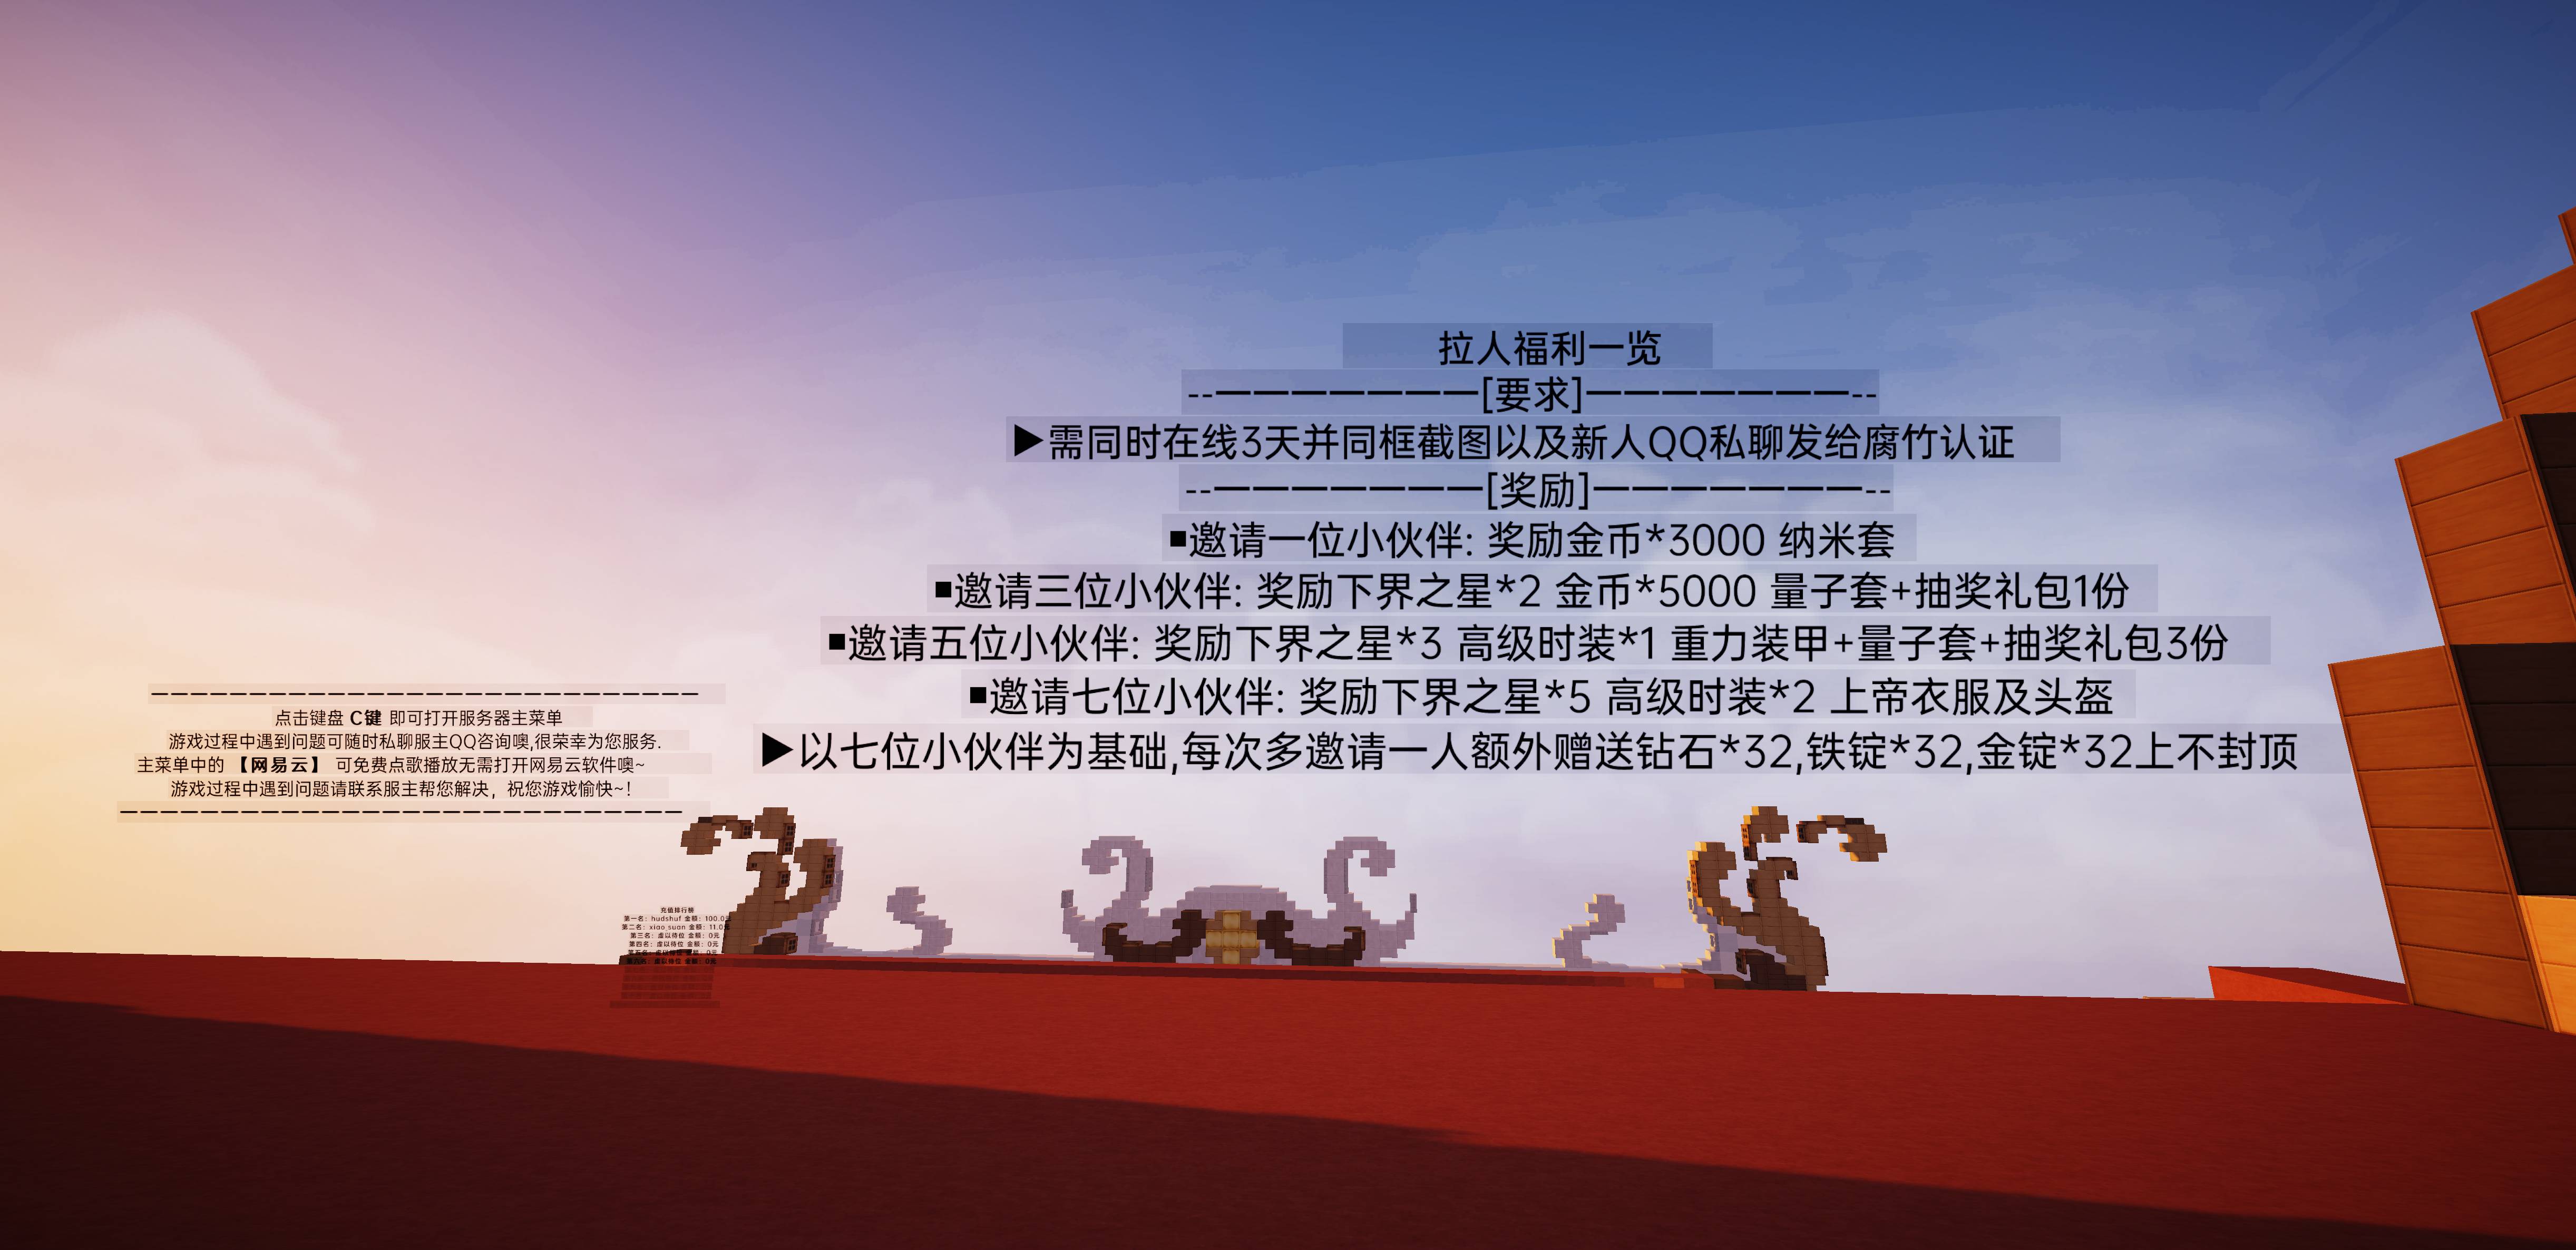 拉人福利一览
--———————[要求]———————--
▶需同时在线3天并同框截图以及新人QQ私聊发给腐竹认证
--———————[奖励]———————--
■邀请一位小伙伴: 奖励金币*3000 纳米套
■邀请三位小伙伴: 奖励下界之星*2 金币*5000 量子套+抽奖礼包1份
■邀请五位小伙伴: 奖励下界之星*3 高级时装*1 重力装甲+量子套+抽奖礼包3份
■邀请七位小伙伴: 奖励下界之星*5 高级时装*2 上帝衣服及头盔
▶以七位小伙伴为基础,每次多邀请一人额外赠送钻石*32,铁锭*32,金锭*32上不封顶
点击键盘 C键 即可打开服务器主菜单
游戏过程中遇到问题可随时私聊服主QQ咨询噢,很荣幸为您服务.
主菜单中的 【网易云】 可免费点歌播放无需打开网易云软件噢~
游戏过程中遇到问题请联系服主帮您解决，祝您游戏愉快~!
充值排行榜
第一名: hudshuf 金额: 100.0元
第二名: xiao_suan 金额: 11.0元
第三名: 虚以待位 金额: 0元
第四名: 虚以待位 金额: 0元